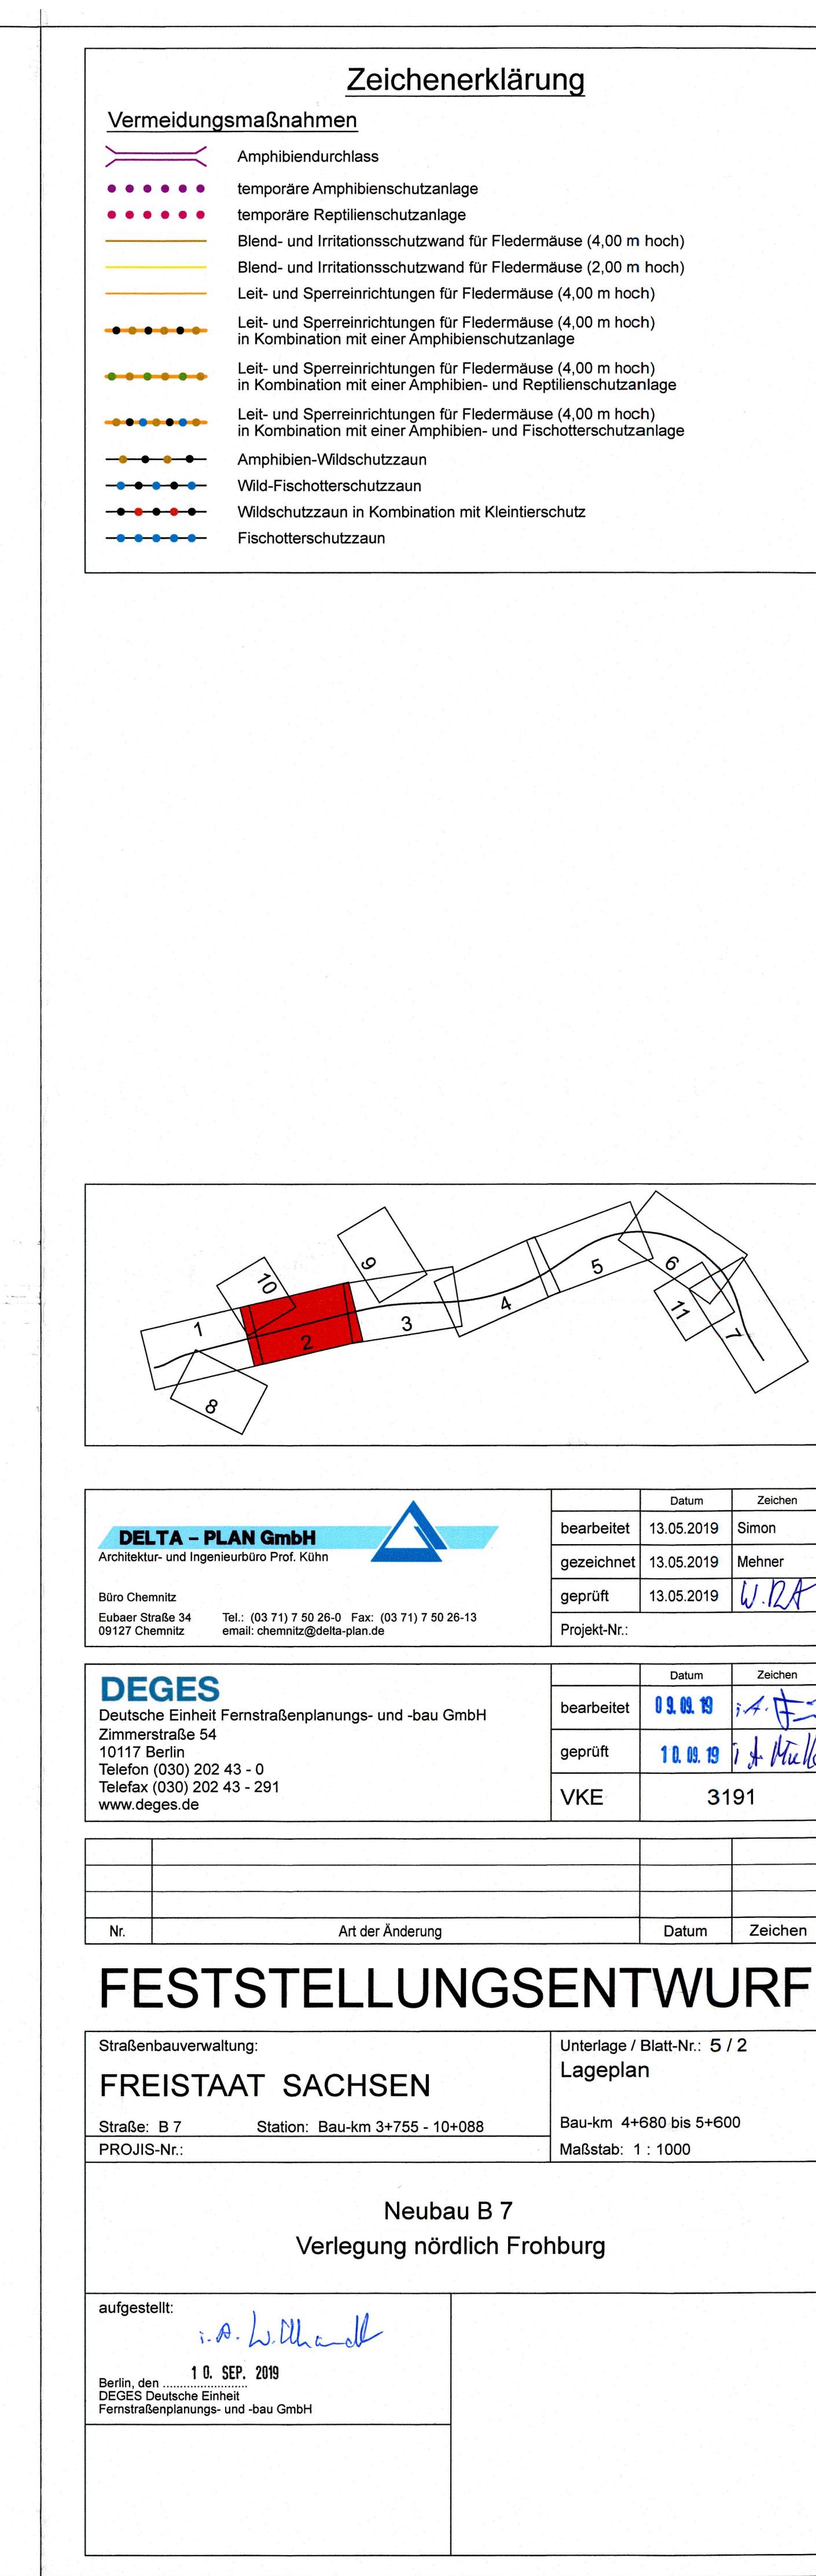 Zeichenerklärung
Vermeidungsmaßnahmen
Amphibiendurchlass
temporäre Amphibienschutzanlage
temporäre Reptilienschutzanlage
Blend- und Irritationsschutzwand für Fledermäuse (4,00 m hoch)
Blend- und Irritationsschutzwand für Fledermäuse (2,00 m hoch)
Leit- und Sperreinrichtungen für Fledermäuse (4,00 m hoch)
Leit- und Sperreinrichtungen für Fledermäuse (4,00 m hoch)
in Kombination mit einer Amphibienschutzanlage
Leit- und Sperreinrichtungen für Fledermäuse (4,00 m hoch)
in Kombination mit einer Amphibien- und Reptilienschutzanlage
Leit- und Sperreinrichtungen für Fledermäuse (4,00 m hoch)
in Kombination mit einer Amphibien- und Fischotterschutzanlage
Amphibien-Wildschutzzaun
Wild-Fischotterschutzzaun
Wildschutzzaun in Kombination mit Kleintierschutz
Fischotterschutzzaun
1
2
3
4
5
6
7
8
9
10
11
DELTA – PLAN GmbH
Architektur- und Ingenieurbüro Prof. Kühn
Büro Chemnitz
Eubaer Straße 34 Tel.: (03 71) 7 50 26-0 Fax: (03 71) 7 50 26-13
09127 Chemnitz email: chemnitz@delta-plan.de
Datum Zeichen
bearbeitet 13.05.2019 Simon
gezeichnet 13.05.2019 Mehner
geprüft 13.05.2019
Projekt-Nr.:
DEGES
Deutsche Einheit Fernstraßenplanungs- und -bau GmbH
Zimmerstraße 54
10117 Berlin
Telefon (030) 202 43 - 0
Telefax (030) 202 43 - 291
www.deges.de
Datum Zeichen
bearbeitet 09.09.19 i.A.
geprüft 10.09.19
VKE 3191
Nr. Art der Änderung Datum Zeichen
FESTSTELLUNGSENTWURF
Straßenbauverwaltung:
FREISTAAT SACHSEN
Straße: B 7 Station: Bau-km 3+755 - 10+088
PROJIS-Nr.:
Unterlage / Blatt-Nr.: 5 / 2
Lageplan
Bau-km 4+680 bis 5+600
Maßstab: 1 : 1000
Neubau B 7
Verlegung nördlich Frohburg
aufgestellt:
i.A.
10. SEP. 2019
Berlin, den ........................
DEGES Deutsche Einheit
Fernstraßenplanungs- und -bau GmbH